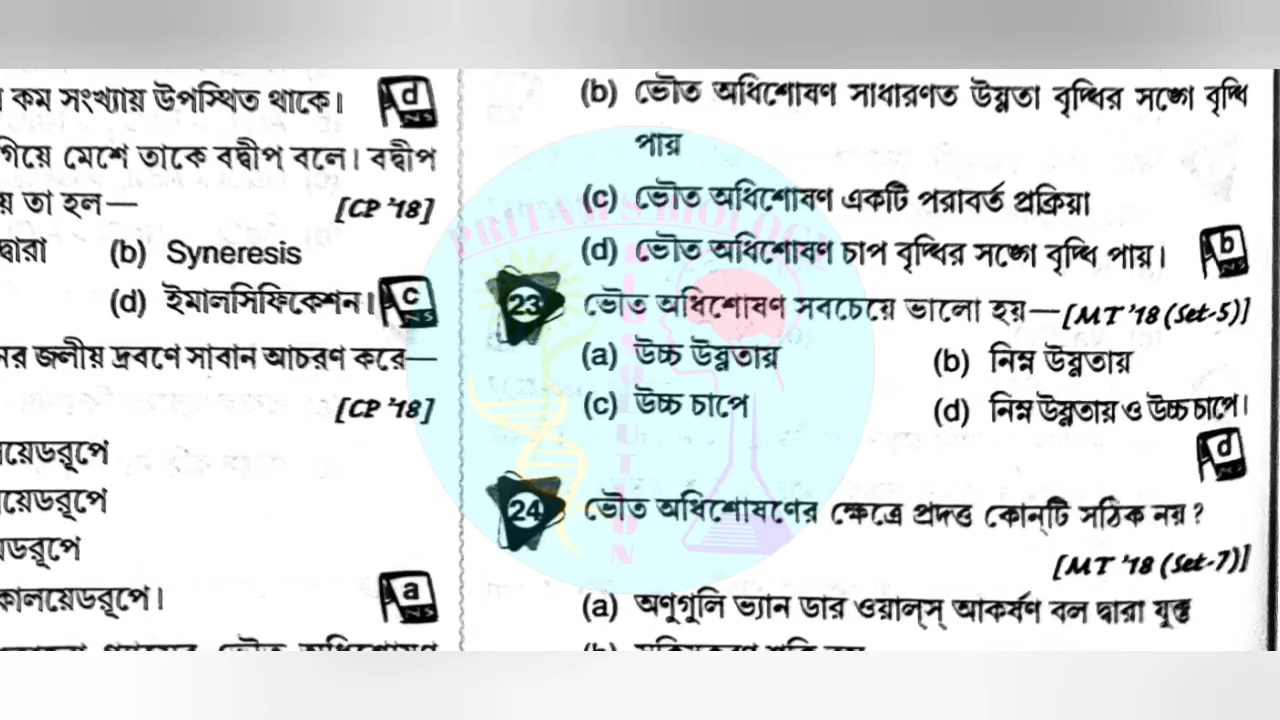 কম সংখ্যায় উপস্থিত থাকে। d
গিয়ে মেশে তাকে বদ্বীপ বলে। বদ্বীপ
য় তা হল— [CP '18]
দ্বারা (b) Syneresis
(d) ইমালসিফিকেশন। c
জলীয় দ্রবণে সাবান আচরণ করে—
[CP '18]
য়েডরূপে
য়েডরূপে
ডরূপে
কালয়েডরূপে। a
(b) ভৌত অধিশোষণ সাধারণত উষ্ণতা বৃদ্ধির সঙ্গে বৃদ্ধি
পায়
(c) ভৌত অধিশোষণ একটি পরাবর্ত প্রক্রিয়া
(d) ভৌত অধিশোষণ চাপ বৃদ্ধির সঙ্গে বৃদ্ধি পায়। b
23 ভৌত অধিশোষণ সবচেয়ে ভালো হয়—[MT '18 (Set-5)]
(a) উচ্চ উষ্ণতায় (b) নিম্ন উষ্ণতায়
(c) উচ্চ চাপে (d) নিম্ন উষ্ণতায় ও উচ্চ চাপে।
d
24 ভৌত অধিশোষণের ক্ষেত্রে প্রদত্ত কোন্‌টি সঠিক নয়?
[MT '18 (Set-7)]
(a) অণুগুলি ভ্যান ডার ওয়াল্‌স্ আকর্ষণ বল দ্বারা যুক্ত
PRITAM'S BIOLOGY
SOLUTION